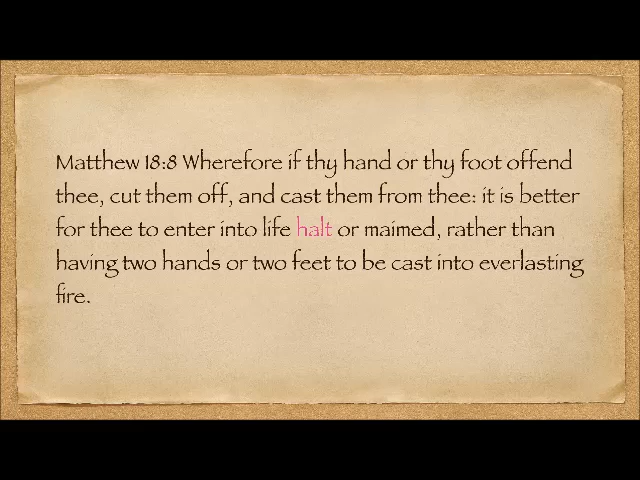 Matthew 18:8 Wherefore if thy hand or thy foot offend
thee, cut them off, and cast them from thee: it is better
for thee to enter into life halt or maimed, rather than
having two hands or two feet to be cast into everlasting
fire.